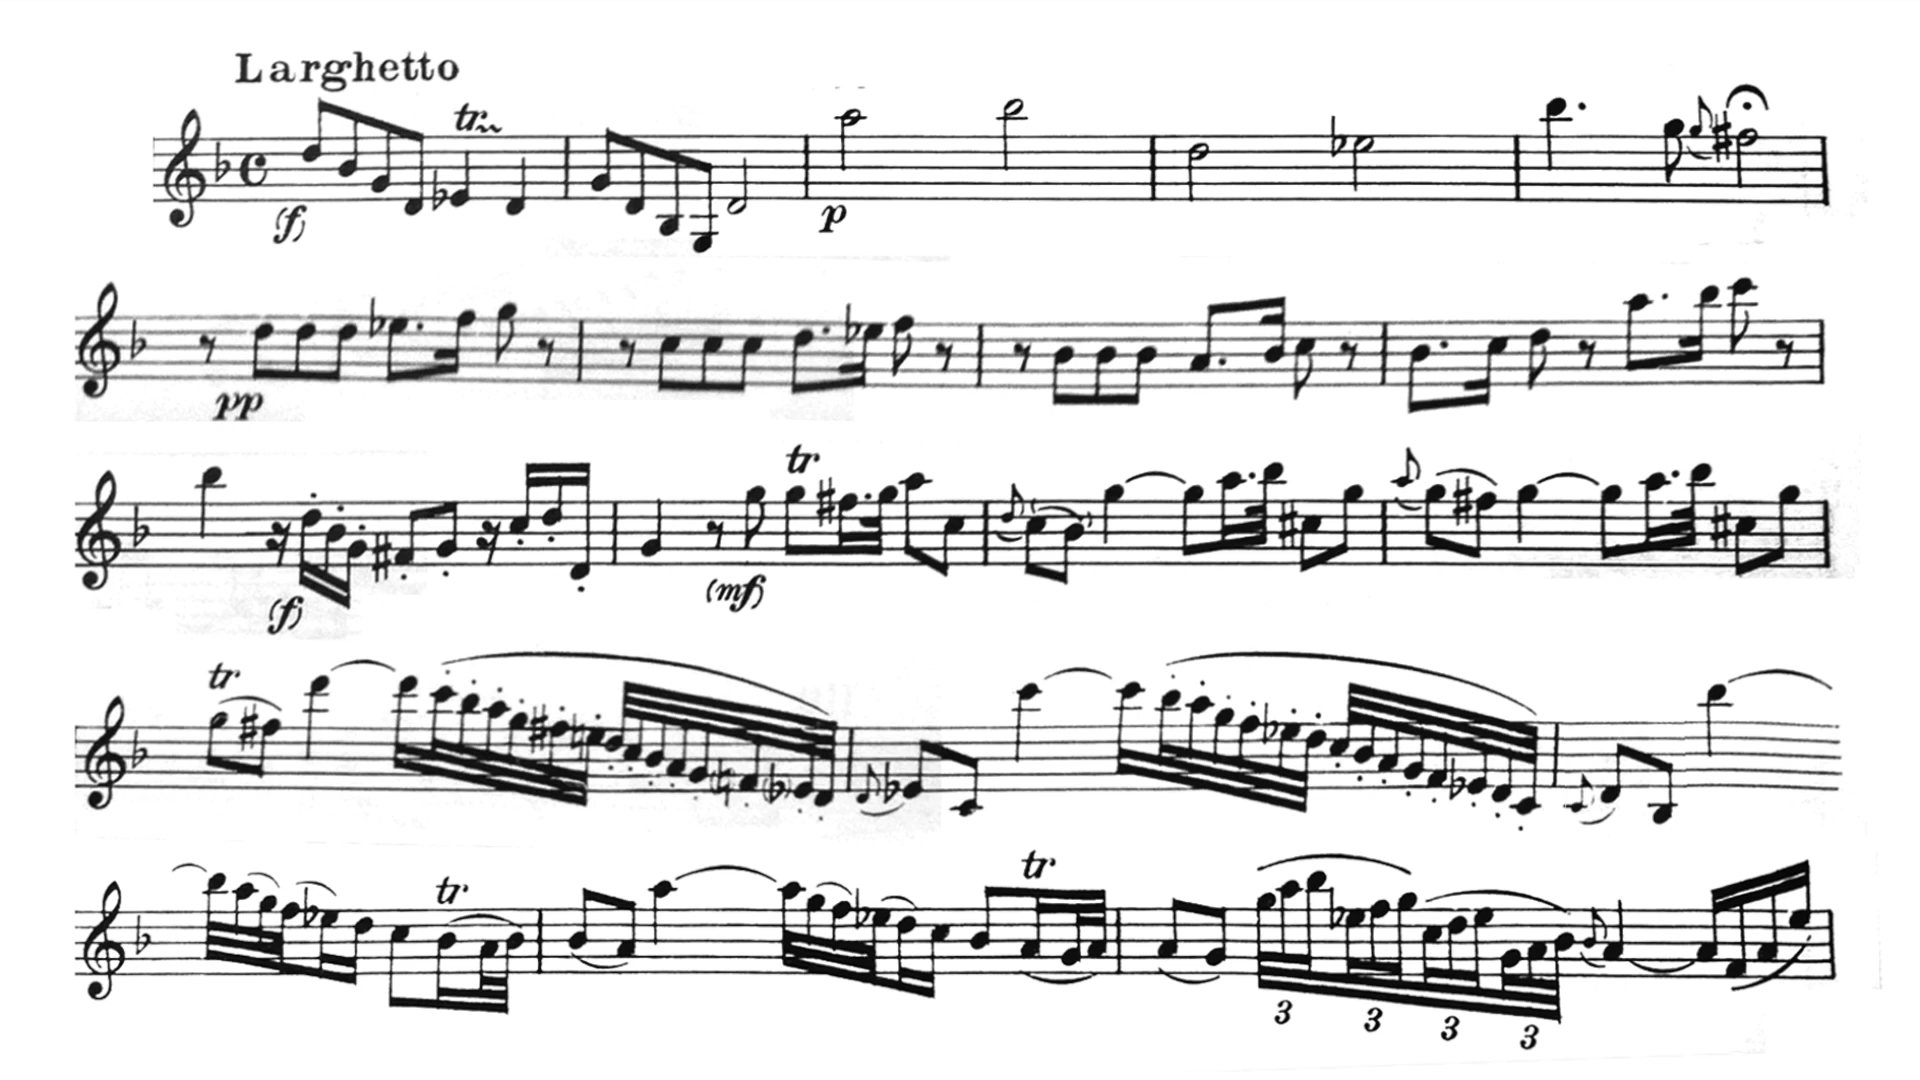 Larghetto
tr
(f) p
pp
tr
(f) (mf)
tr
tr tr
3 3 3 3